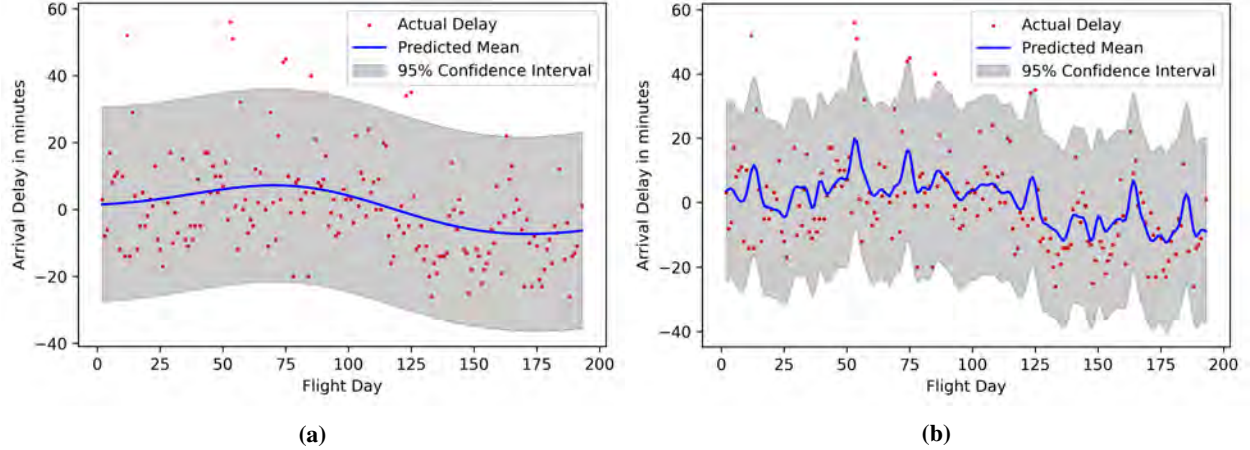 60
40
20
0
−20
−40
Arrival Delay in minutes
Actual Delay
Predicted Mean
95% Confidence Interval
0 25 50 75 100 125 150 175 200
Flight Day
(a)
60
40
20
0
−20
−40
Arrival Delay in minutes
Actual Delay
Predicted Mean
95% Confidence Interval
0 25 50 75 100 125 150 175 200
Flight Day
(b)